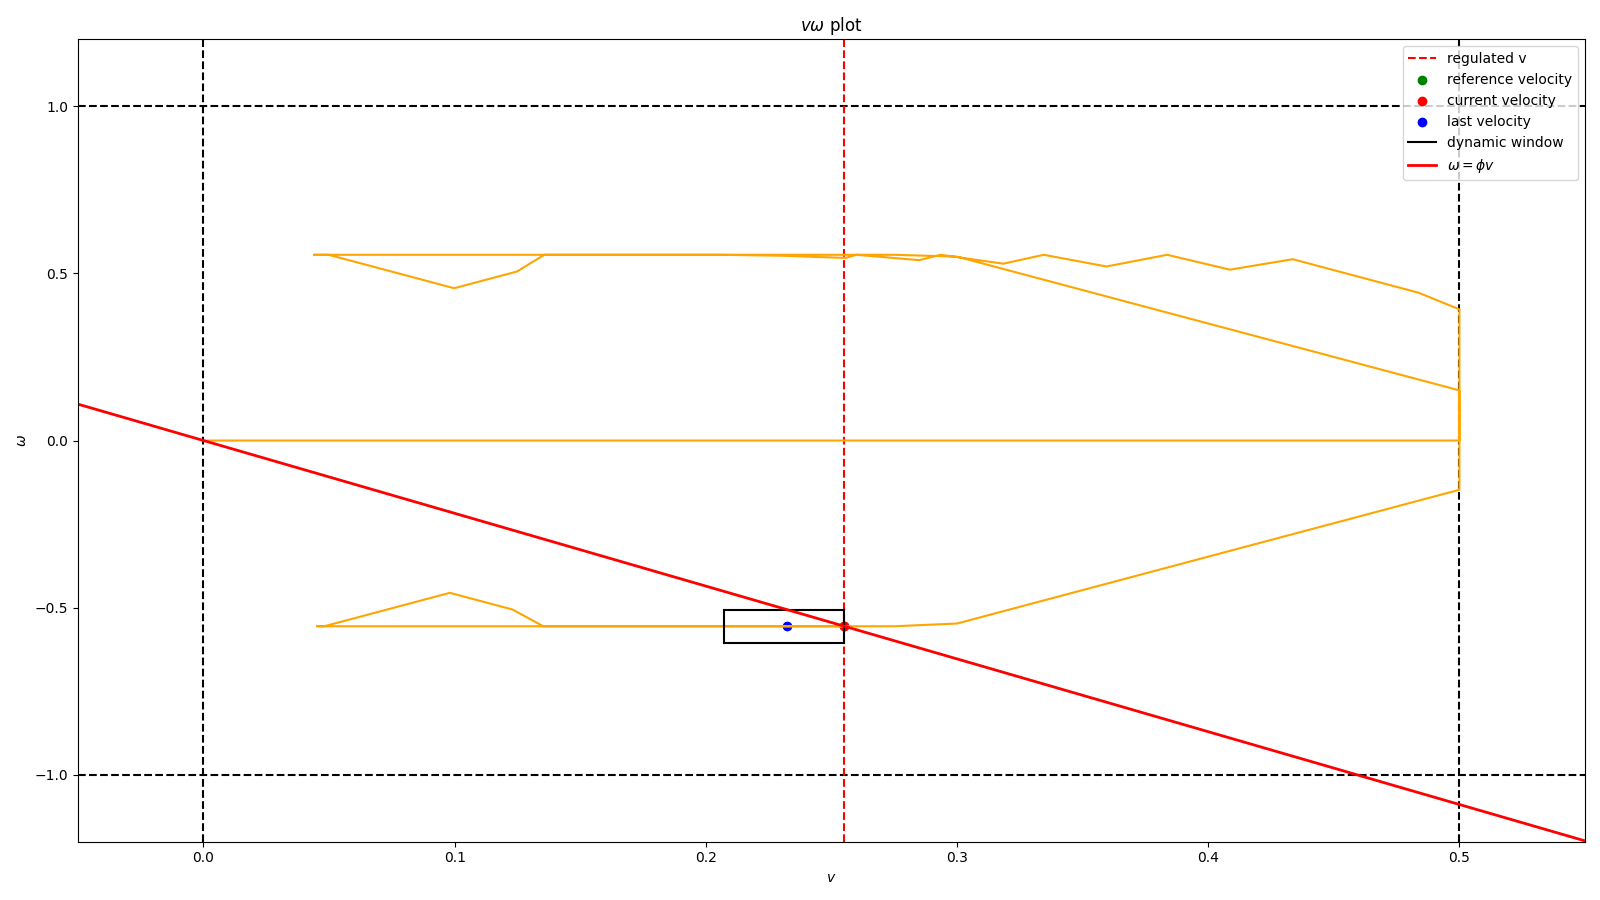 vω plot
regulated v
reference velocity
current velocity
last velocity
dynamic window
ω = ϕv
1.0
0.5
0.0
−0.5
−1.0
ω
0.0 0.1 0.2 0.3 0.4 0.5
v